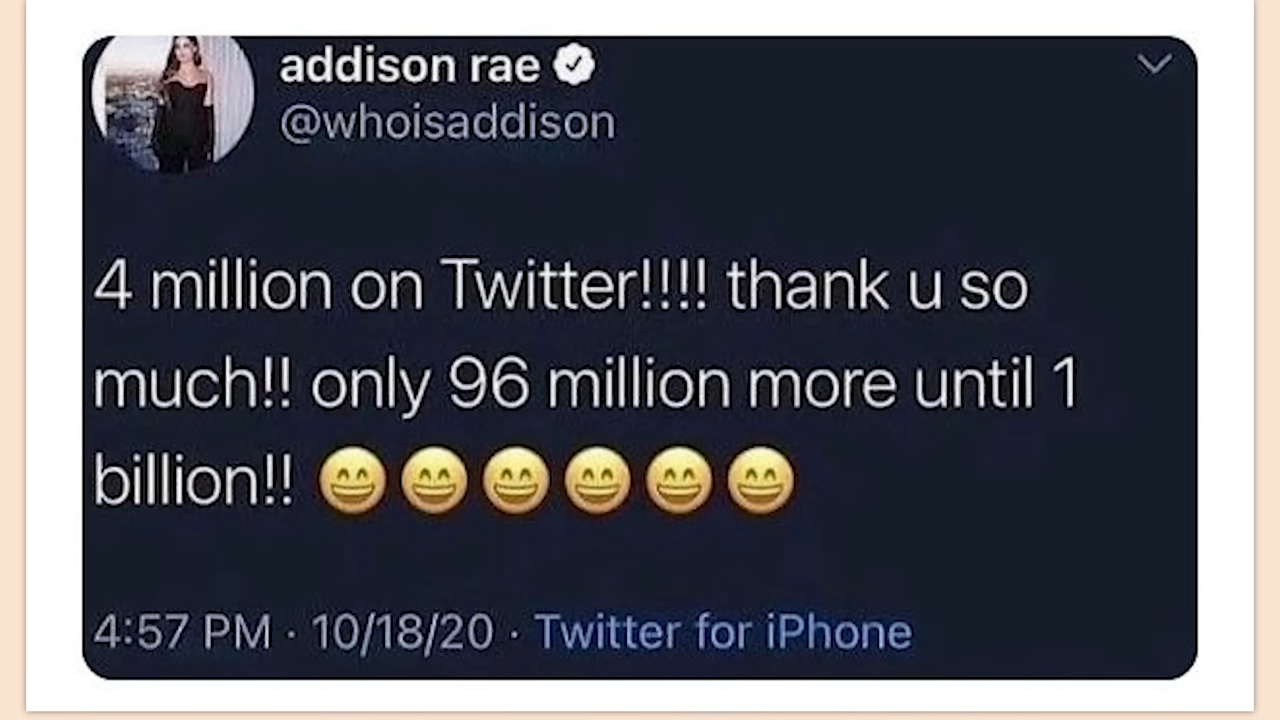 addison rae
@whoisaddison
4 million on Twitter!!!! thank u so
much!! only 96 million more until 1
billion!! 😄😄😄😄😄😄
4:57 PM · 10/18/20 · Twitter for iPhone